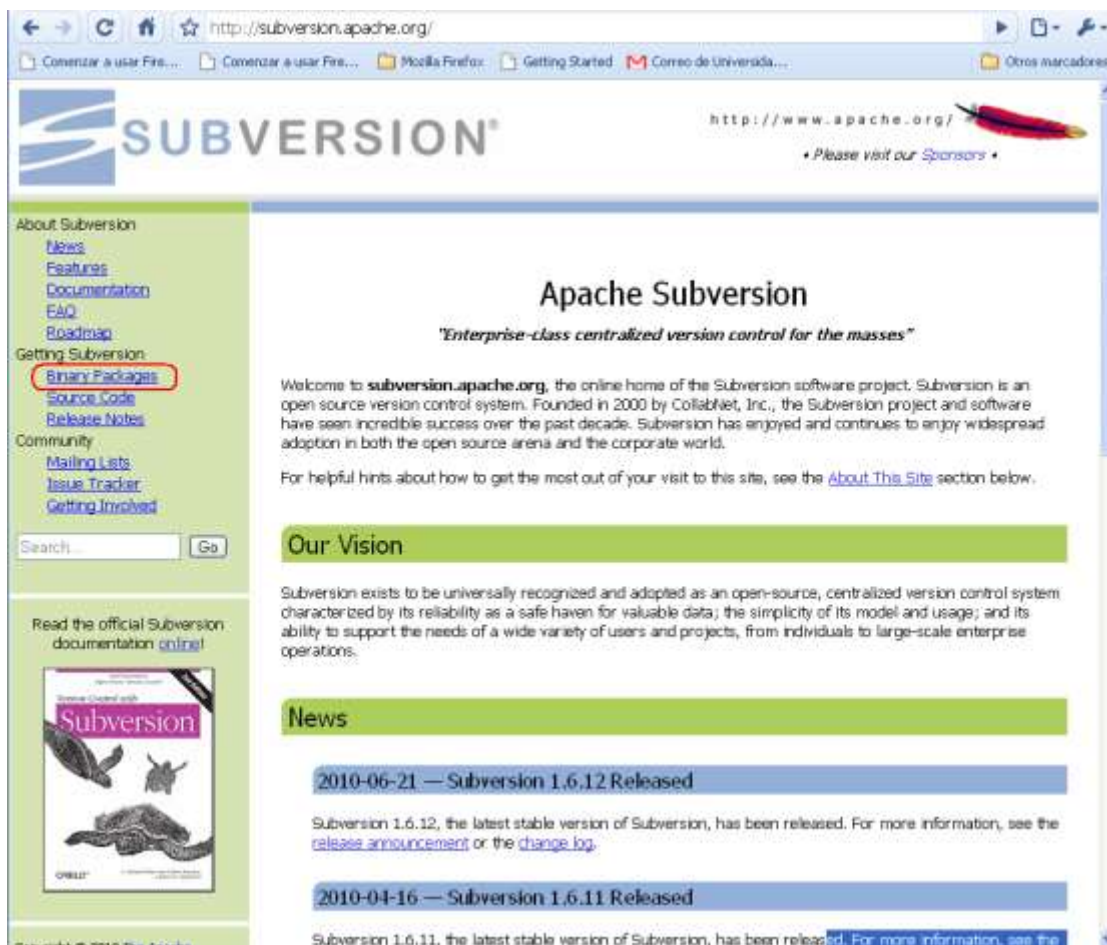 http://subversion.apache.org/
Comenzar a usar Fire... Comenzar a usar Fire... Mozilla Firefox Getting Started Correo de Universida... Otros marcadores
SUBVERSION®
http://www.apache.org/
• Please visit our Sponsors •
About Subversion
News
Features
Documentation
FAQ
Roadmap
Getting Subversion
Binary Packages
Source Code
Release Notes
Community
Mailing Lists
Issue Tracker
Getting Involved
Search... Go
Read the official Subversion
documentation online!
Version Control with
Subversion
O'REILLY
Apache Subversion
"Enterprise-class centralized version control for the masses"
Welcome to subversion.apache.org, the online home of the Subversion software project. Subversion is an
open source version control system. Founded in 2000 by CollabNet, Inc., the Subversion project and software
have seen incredible success over the past decade. Subversion has enjoyed and continues to enjoy widespread
adoption in both the open source arena and the corporate world.
For helpful hints about how to get the most out of your visit to this site, see the About This Site section below.
Our Vision
Subversion exists to be universally recognized and adopted as an open-source, centralized version control system
characterized by its reliability as a safe haven for valuable data; the simplicity of its model and usage; and its
ability to support the needs of a wide variety of users and projects, from individuals to large-scale enterprise
operations.
News
2010-06-21 — Subversion 1.6.12 Released
Subversion 1.6.12, the latest stable version of Subversion, has been released. For more information, see the
release announcement or the change log.
2010-04-16 — Subversion 1.6.11 Released
Subversion 1.6.11, the latest stable version of Subversion, has been released. For more information, see the